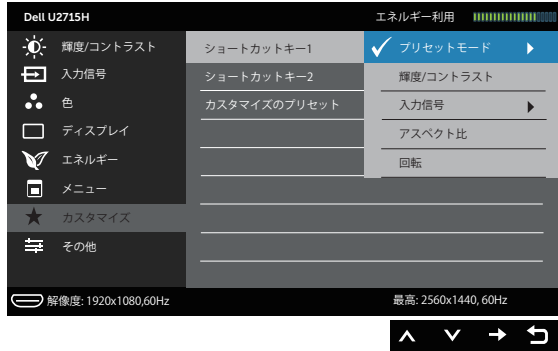 Dell U2715H
エネルギー利用
輝度/コントラスト
入力信号
色
ディスプレイ
エネルギー
メニュー
カスタマイズ
その他
ショートカットキー1
ショートカットキー2
カスタマイズのプリセット
プリセットモード
輝度/コントラスト
入力信号
アスペクト比
回転
解像度: 1920x1080,60Hz
最高: 2560x1440, 60Hz